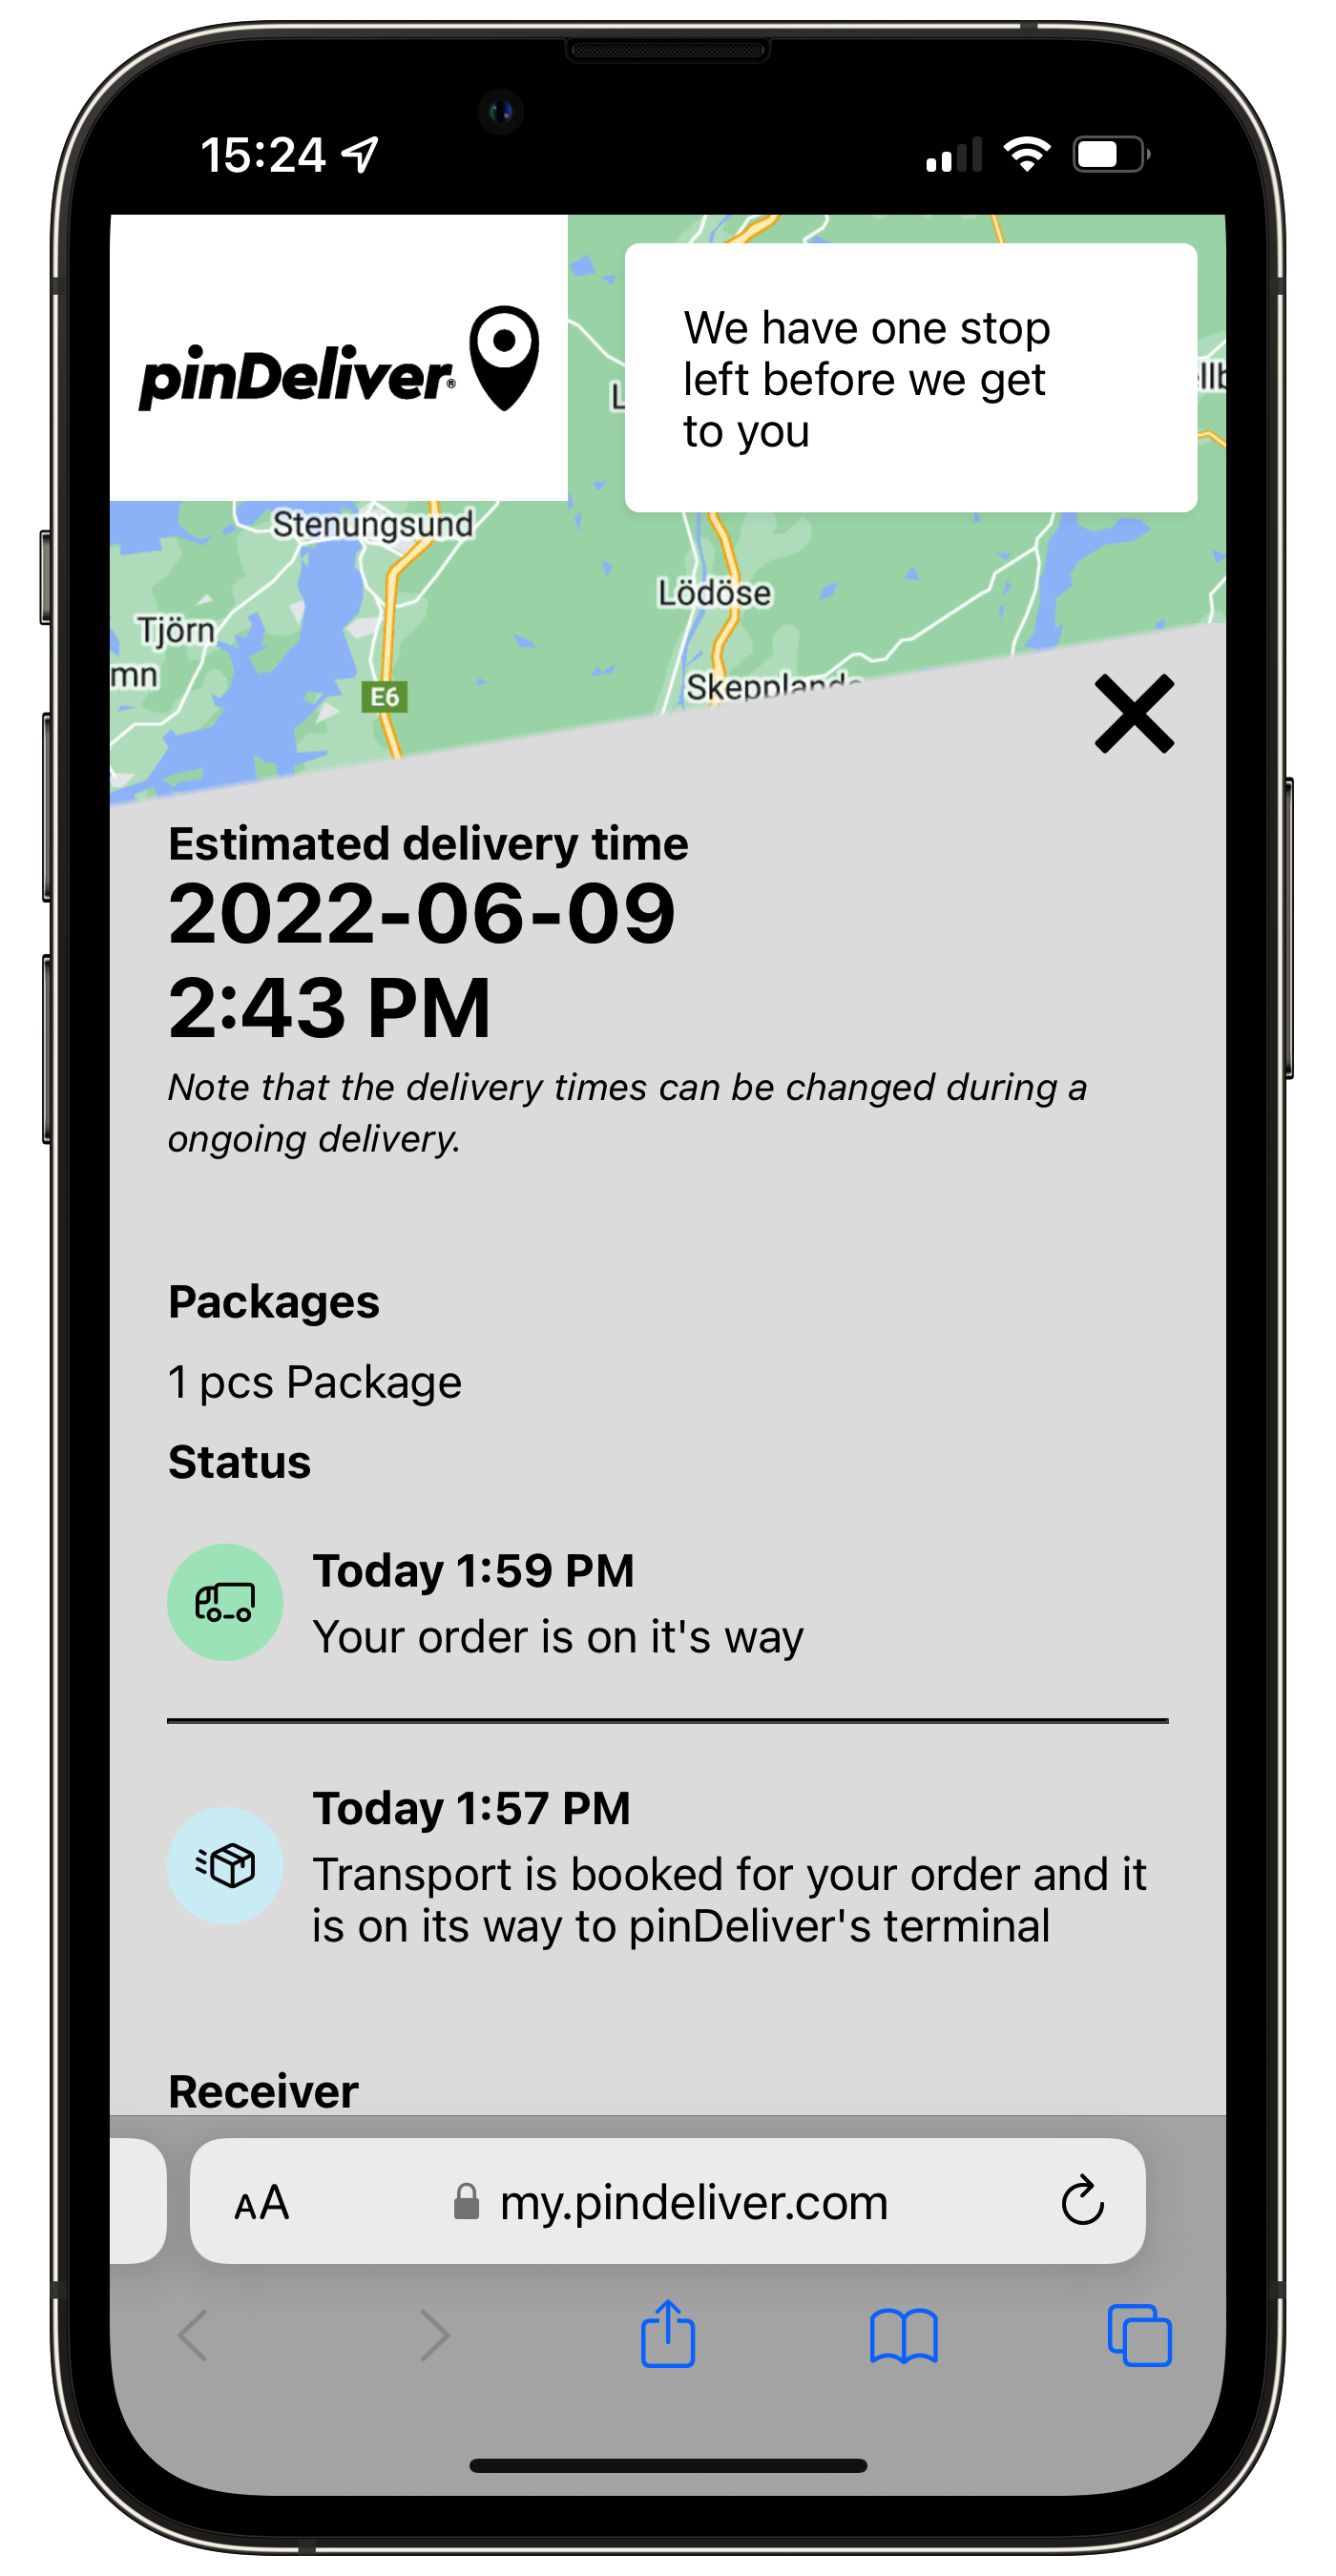 15:24
pinDeliver®
We have one stop
left before we get
to you
Stenungsund
Lödöse
Tjörn
mn
E6
Estimated delivery time
2022-06-09
2:43 PM
Note that the delivery times can be changed during a
ongoing delivery.
Packages
1 pcs Package
Status
Today 1:59 PM
Your order is on it's way
Today 1:57 PM
Transport is booked for your order and it
is on its way to pinDeliver's terminal
Receiver
AA
my.pindeliver.com